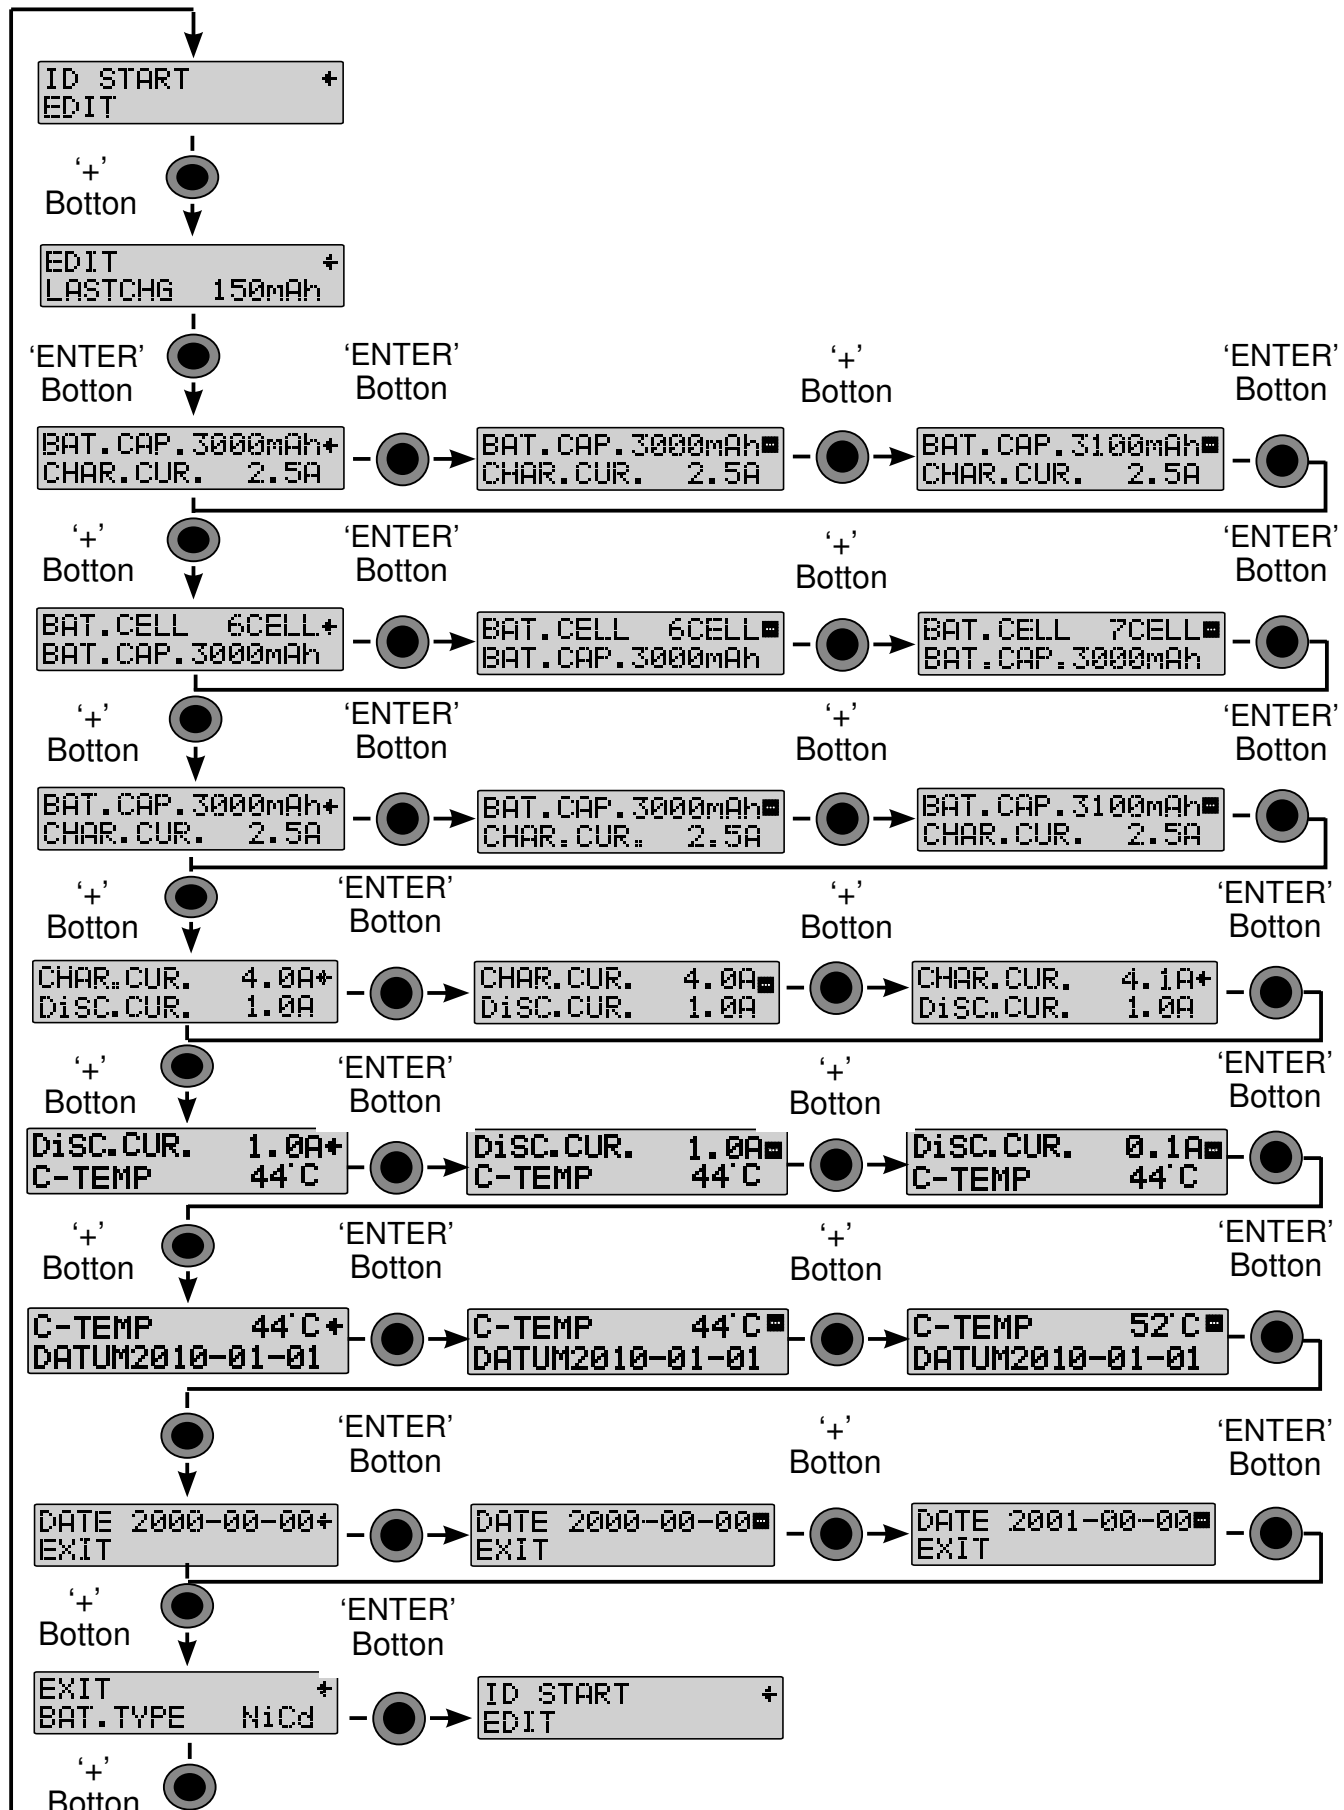 ID START
EDIT
‘+’
Botton
EDIT
LASTCHG 150mAh
‘ENTER’
Botton
‘ENTER’
Botton
‘+’
Botton
‘ENTER’
Botton
BAT.CAP.3000mAh
CHAR.CUR. 2.5A
BAT.CAP.3000mAh
CHAR.CUR. 2.5A
BAT.CAP.3100mAh
CHAR.CUR. 2.5A
‘+’
Botton
‘ENTER’
Botton
‘+’
Botton
‘ENTER’
Botton
BAT.CELL 6CELL
BAT.CAP.3000mAh
BAT.CELL 6CELL
BAT.CAP.3000mAh
BAT.CELL 7CELL
BAT.CAP.3000mAh
‘+’
Botton
‘ENTER’
Botton
‘+’
Botton
‘ENTER’
Botton
BAT.CAP.3000mAh
CHAR.CUR. 2.5A
BAT.CAP.3000mAh
CHAR.CUR. 2.5A
BAT.CAP.3100mAh
CHAR.CUR. 2.5A
‘+’
Botton
‘ENTER’
Botton
‘+’
Botton
‘ENTER’
Botton
CHAR.CUR. 4.0A
DiSC.CUR. 1.0A
CHAR.CUR. 4.0A
DiSC.CUR. 1.0A
CHAR.CUR. 4.1A
DiSC.CUR. 1.0A
‘+’
Botton
‘ENTER’
Botton
‘+’
Botton
‘ENTER’
Botton
DiSC.CUR. 1.0A
C-TEMP 44°C
DiSC.CUR. 1.0A
C-TEMP 44°C
DiSC.CUR. 0.1A
C-TEMP 44°C
‘+’
Botton
‘ENTER’
Botton
‘+’
Botton
‘ENTER’
Botton
C-TEMP 44°C
DATUM2010-01-01
C-TEMP 44°C
DATUM2010-01-01
C-TEMP 52°C
DATUM2010-01-01
‘ENTER’
Botton
‘+’
Botton
‘ENTER’
Botton
DATE 2000-00-00
EXIT
DATE 2000-00-00
EXIT
DATE 2001-00-00
EXIT
‘+’
Botton
‘ENTER’
Botton
EXIT
BAT.TYPE NiCd
ID START
EDIT
‘+’
Botton